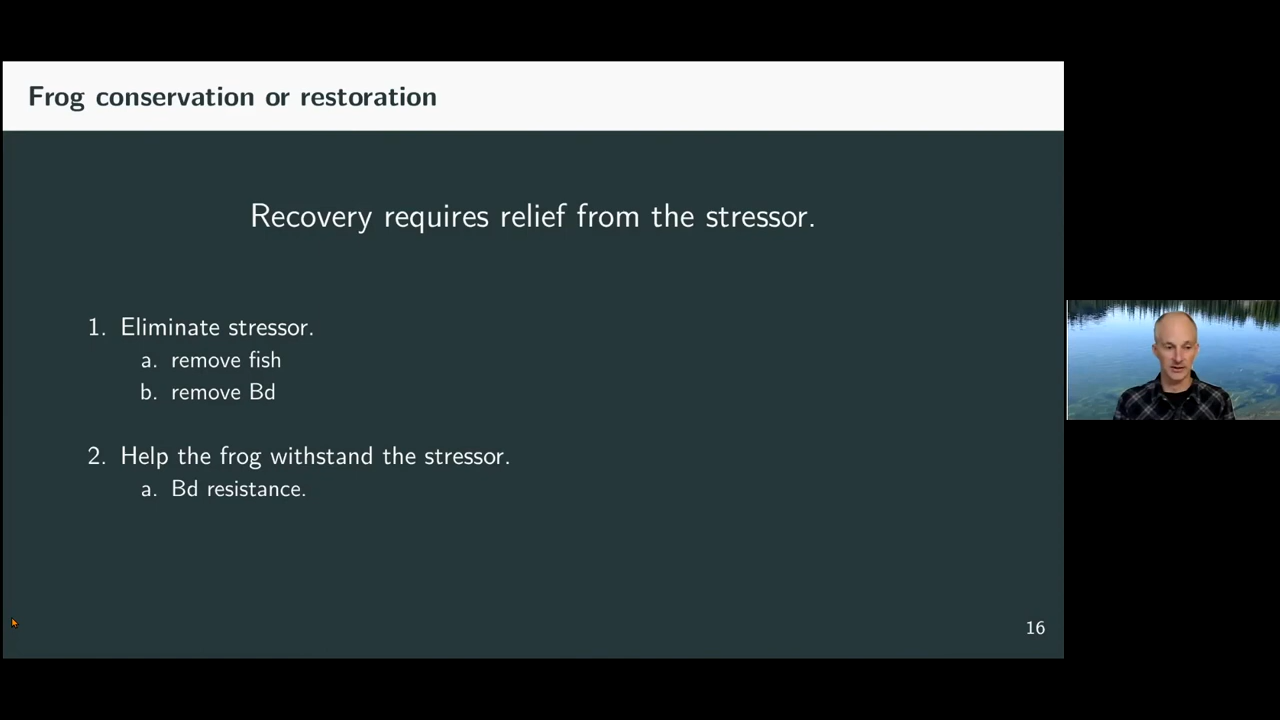 Frog conservation or restoration
Recovery requires relief from the stressor.
1. Eliminate stressor.
a. remove fish
b. remove Bd
2. Help the frog withstand the stressor.
a. Bd resistance.
16